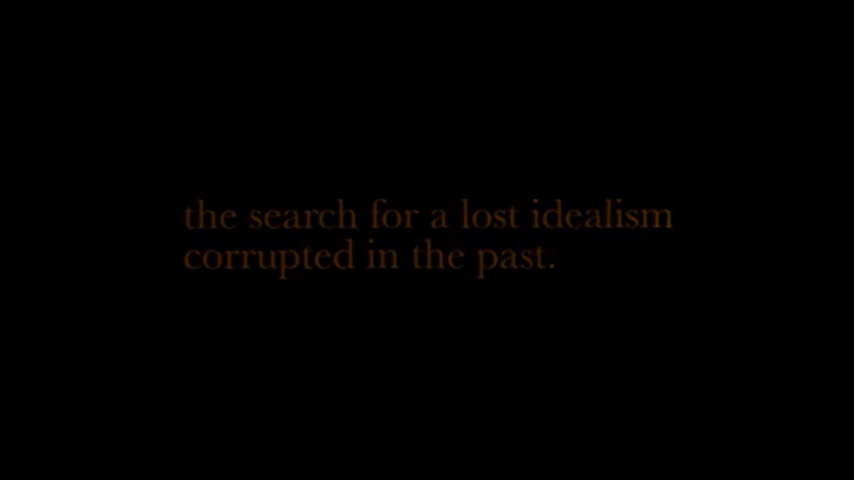 the search for a lost idealism
corrupted in the past.